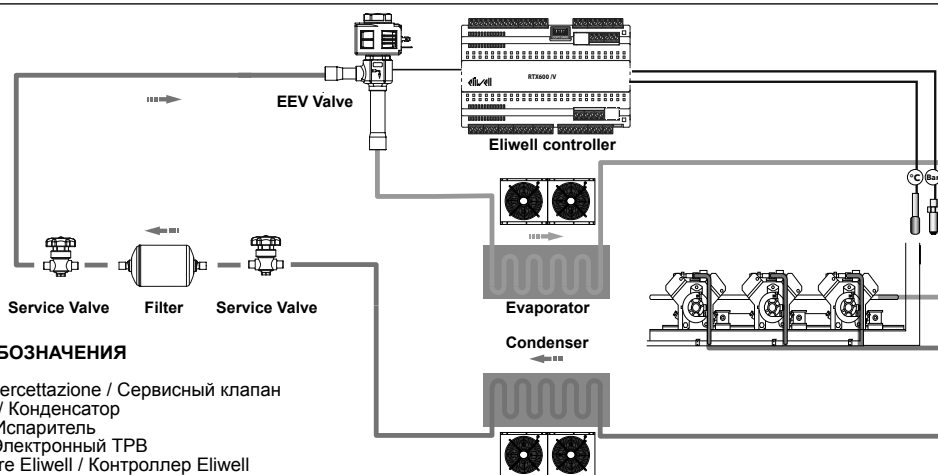 eliwell
RTX600 /V
EEV Valve
Eliwell controller
°C
Bar
Service Valve
Filter
Service Valve
Evaporator
Condenser
БОЗНАЧЕНИЯ
ercettazione / Сервисный клапан
/ Конденсатор
Испаритель
Электронный ТРВ
re Eliwell / Контроллер Eliwell